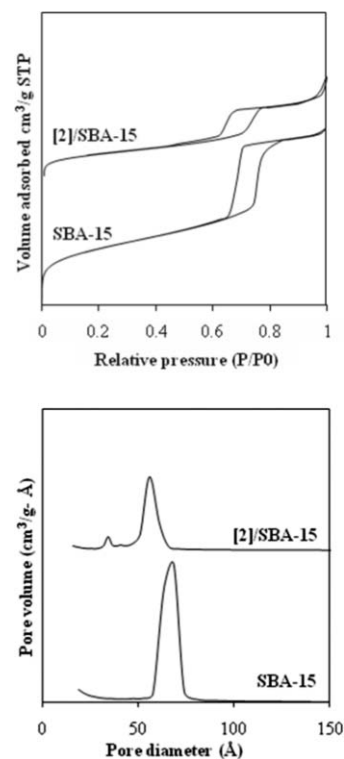 Volume adsorbed cm³/g STP
[2]/SBA-15
SBA-15
0 0.2 0.4 0.6 0.8 1
Relative pressure (P/P0)
Pore volume (cm³/g- Å)
[2]/SBA-15
SBA-15
0 50 100 150
Pore diameter (Å)